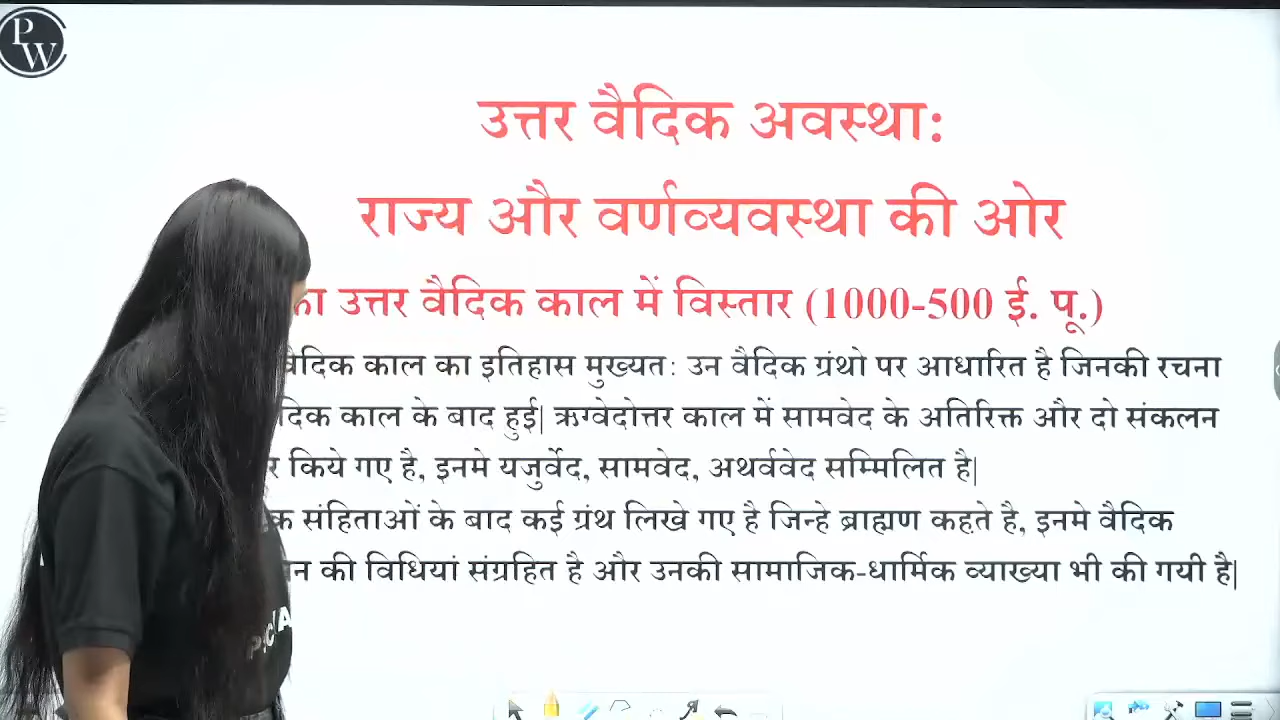 PW
उत्तर वैदिक अवस्था:
राज्य और वर्णव्यवस्था की ओर
उत्तर वैदिक काल में विस्तार (1000-500 ई. पू.)
वैदिक काल का इतिहास मुख्यत: उन वैदिक ग्रंथो पर आधारित है जिनकी रचना
काल के बाद हुई| ऋग्वेदोत्तर काल में सामवेद के अतिरिक्त और दो संकलन
किये गए है, इनमे यजुर्वेद, सामवेद, अथर्ववेद सम्मिलित है|
संहिताओं के बाद कई ग्रंथ लिखे गए है जिन्हे ब्राह्मण कहते है, इनमे वैदिक
की विधियां संग्रहित है और उनकी सामाजिक-धार्मिक व्याख्या भी की गयी है|